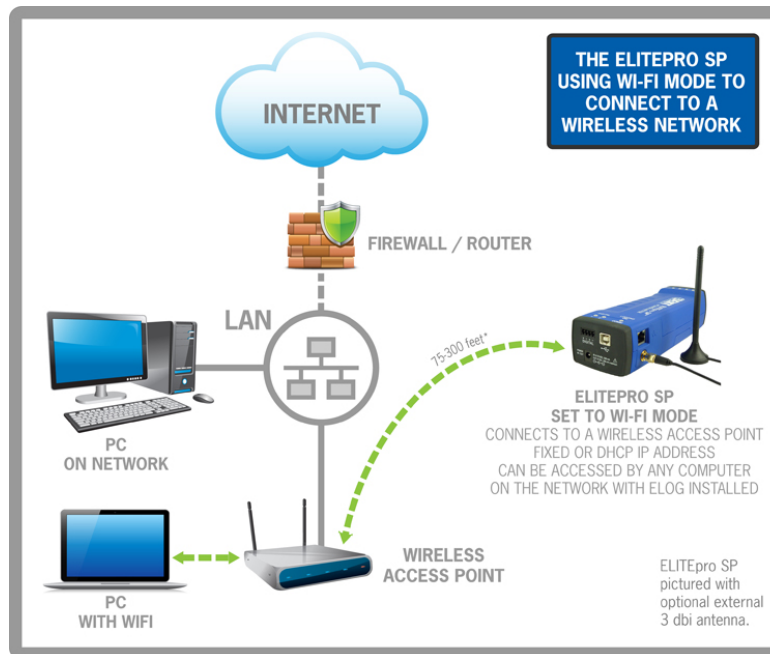 THE ELITEPRO SP
USING WI-FI MODE TO
CONNECT TO A
WIRELESS NETWORK
INTERNET
FIREWALL / ROUTER
LAN
75-300 feet*
PC
ON NETWORK
ELITEPRO SP
SET TO WI-FI MODE
CONNECTS TO A WIRELESS ACCESS POINT
FIXED OR DHCP IP ADDRESS
CAN BE ACCESSED BY ANY COMPUTER
ON THE NETWORK WITH ELOG INSTALLED
WIRELESS
ACCESS POINT
PC
WITH WIFI
ELITEpro SP
pictured with
optional external
3 dbi antenna.